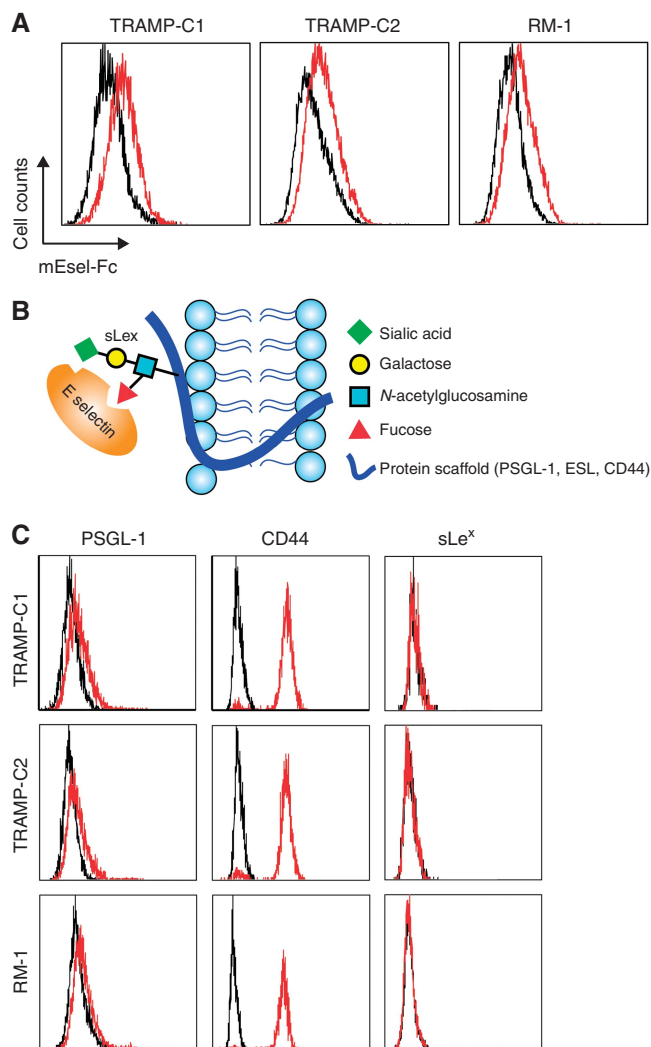 A
TRAMP-C1 TRAMP-C2 RM-1
Cell counts
mEsel-Fc
B
sLex
E selectin
Sialic acid
Galactose
N-acetylglucosamine
Fucose
Protein scaffold (PSGL-1, ESL, CD44)
C
PSGL-1 CD44 sLeˣ
TRAMP-C1
TRAMP-C2
RM-1